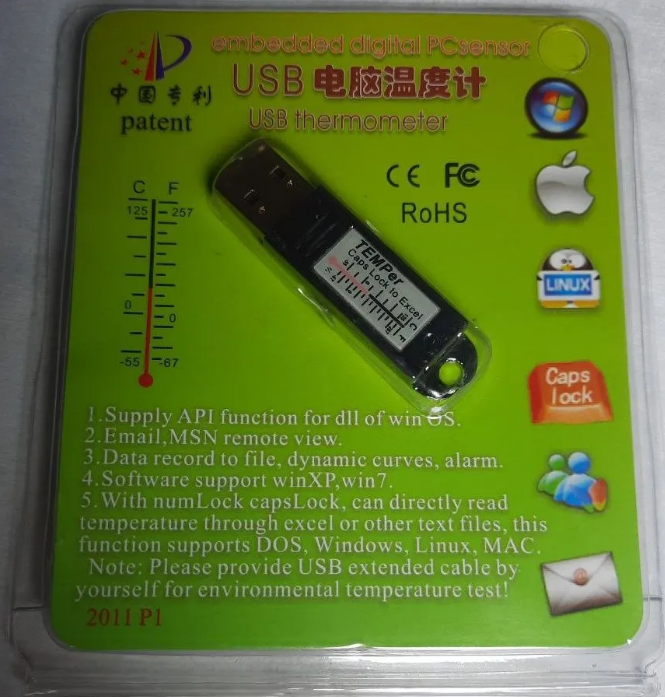 embedded digital PCsensor
USB 电脑温度计
USB thermometer
中国专利
patent
CE FC
RoHS
C F
125 257
0
0
-55 -67
TEMPer
Caps Lock to Excel
C
F
LINUX
Caps
lock
1.Supply API function for dll of win OS.
2.Email,MSN remote view.
3.Data record to file, dynamic curves, alarm.
4.Software support winXP,win7.
5.With numLock capsLock, can directly read
temperature through excel or other text files, this
function supports DOS, Windows, Linux, MAC.
Note: Please provide USB extended cable by
yourself for environmental temperature test!
2011 P1